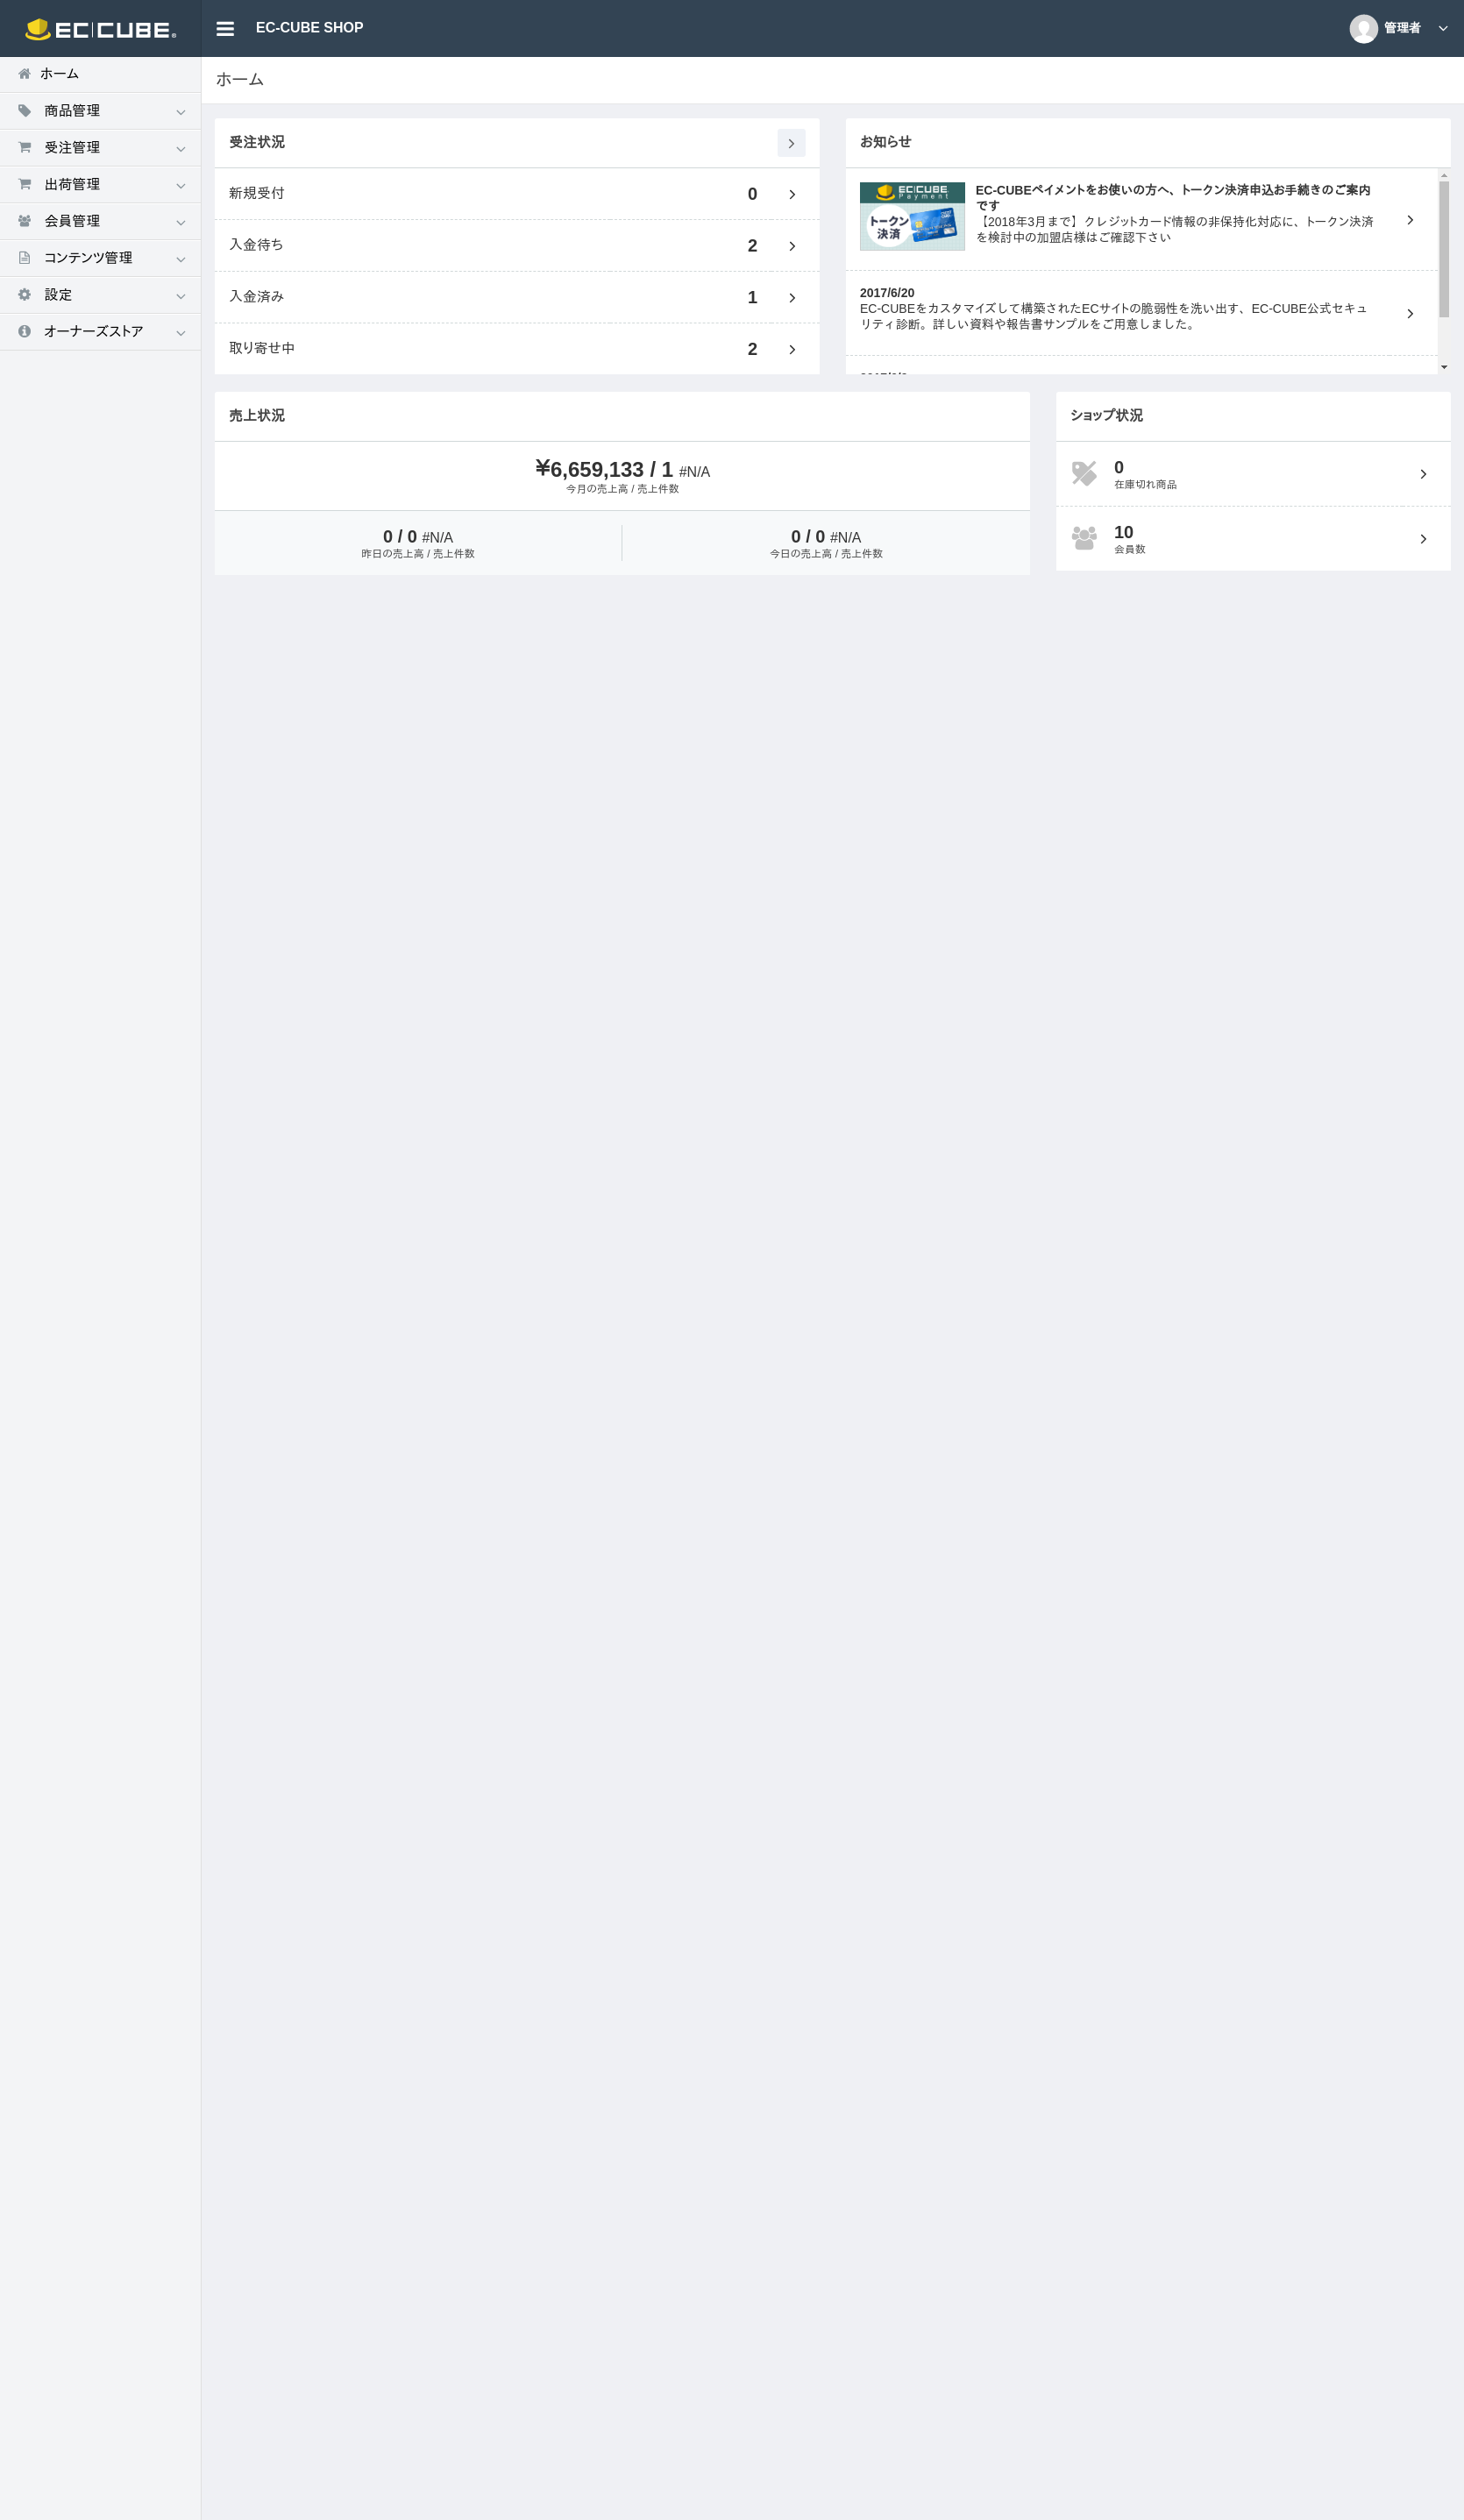 EC CUBE®
EC-CUBE SHOP
管理者
ホーム
商品管理
受注管理
出荷管理
会員管理
コンテンツ管理
設定
オーナーズストア
ホーム
受注状況
新規受付 0
入金待ち 2
入金済み 1
取り寄せ中 2
お知らせ
EC CUBE
Payment
トークン
決済
EC-CUBEペイメントをお使いの方へ、トークン決済申込お手続きのご案内
です
【2018年3月まで】クレジットカード情報の非保持化対応に、トークン決済
を検討中の加盟店様はご確認下さい
2017/6/20
EC-CUBEをカスタマイズして構築されたECサイトの脆弱性を洗い出す、EC-CUBE公式セキュ
リティ診断。詳しい資料や報告書サンプルをご用意しました。
売上状況
¥6,659,133 / 1 #N/A
今月の売上高 / 売上件数
0 / 0 #N/A
昨日の売上高 / 売上件数
0 / 0 #N/A
今日の売上高 / 売上件数
ショップ状況
0
在庫切れ商品
10
会員数